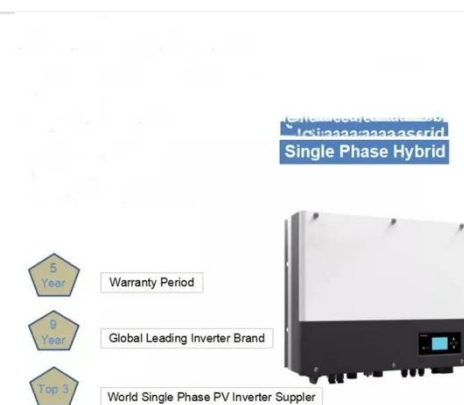 Single Phase Hybrid
5
Year
Warranty Period
9
Year
Global Leading Inverter Brand
Top 3
World Single Phase PV Inverter Suppler